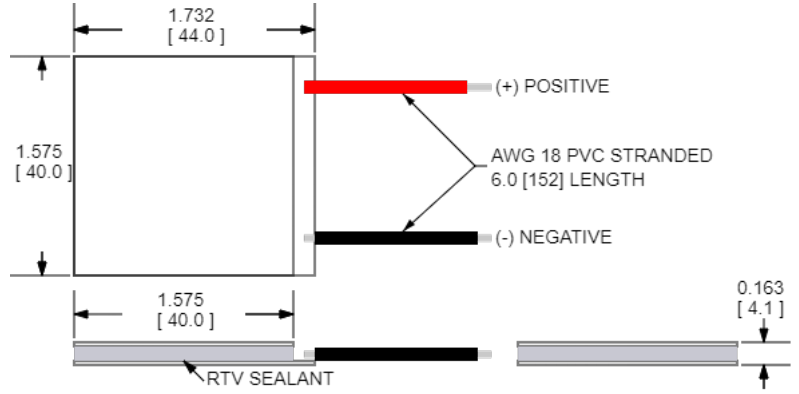 1.732
[ 44.0 ]
(+) POSITIVE
1.575
[ 40.0 ]
AWG 18 PVC STRANDED
6.0 [152] LENGTH
(-) NEGATIVE
1.575
[ 40.0 ]
0.163
[ 4.1 ]
RTV SEALANT